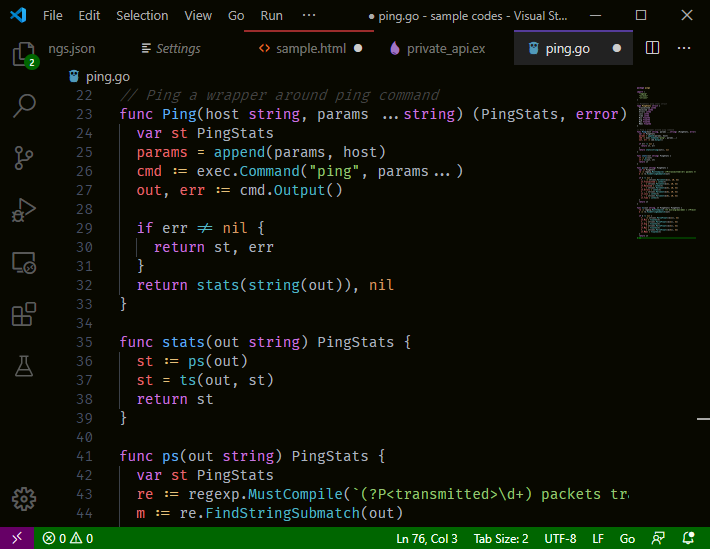 File Edit Selection View Go Run ··· ● ping.go - sample codes - Visual St...
ngs.json Settings sample.html private_api.ex ping.go
2
ping.go
22 // Ping a wrapper around ping command
23 func Ping(host string, params ...string) (PingStats, error)
24 var st PingStats
25 params = append(params, host)
26 cmd := exec.Command("ping", params...)
27 out, err := cmd.Output()
28
29 if err != nil {
30 return st, err
31 }
32 return stats(string(out)), nil
33 }
34
35 func stats(out string) PingStats {
36 st := ps(out)
37 st = ts(out, st)
38 return st
39 }
40
41 func ps(out string) PingStats {
42 var st PingStats
43 re := regexp.MustCompile(`(?P<transmitted>\d+) packets tr
44 m := re.FindStringSubmatch(out)
0 0 Ln 76, Col 3 Tab Size: 2 UTF-8 LF Go